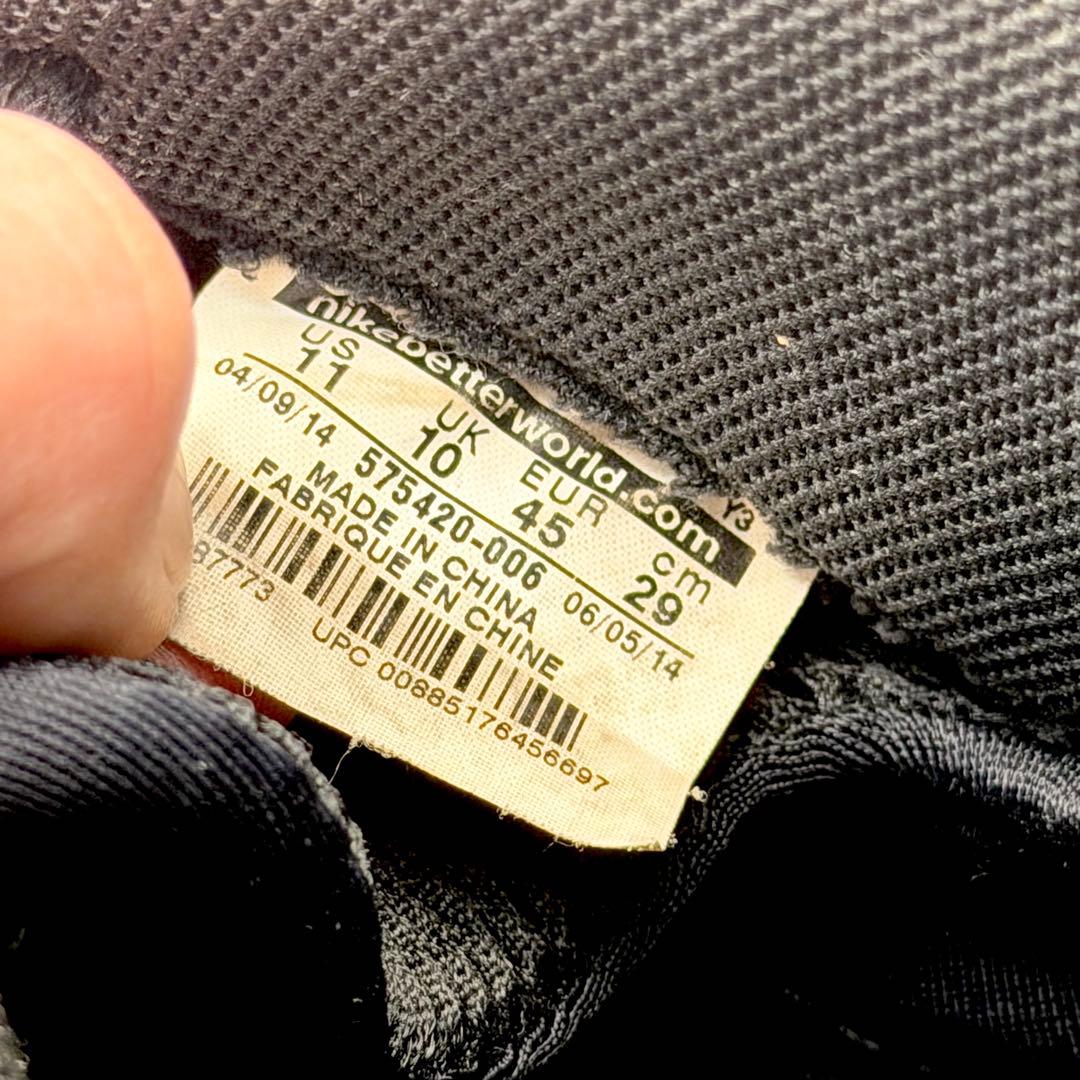 nikebetterworld.com
Y3
US UK EUR cm
11 10 45 29
04/09/14 575420-006 06/05/14
MADE IN CHINA
FABRIQUE EN CHINE
87773
UPC 00885176456697